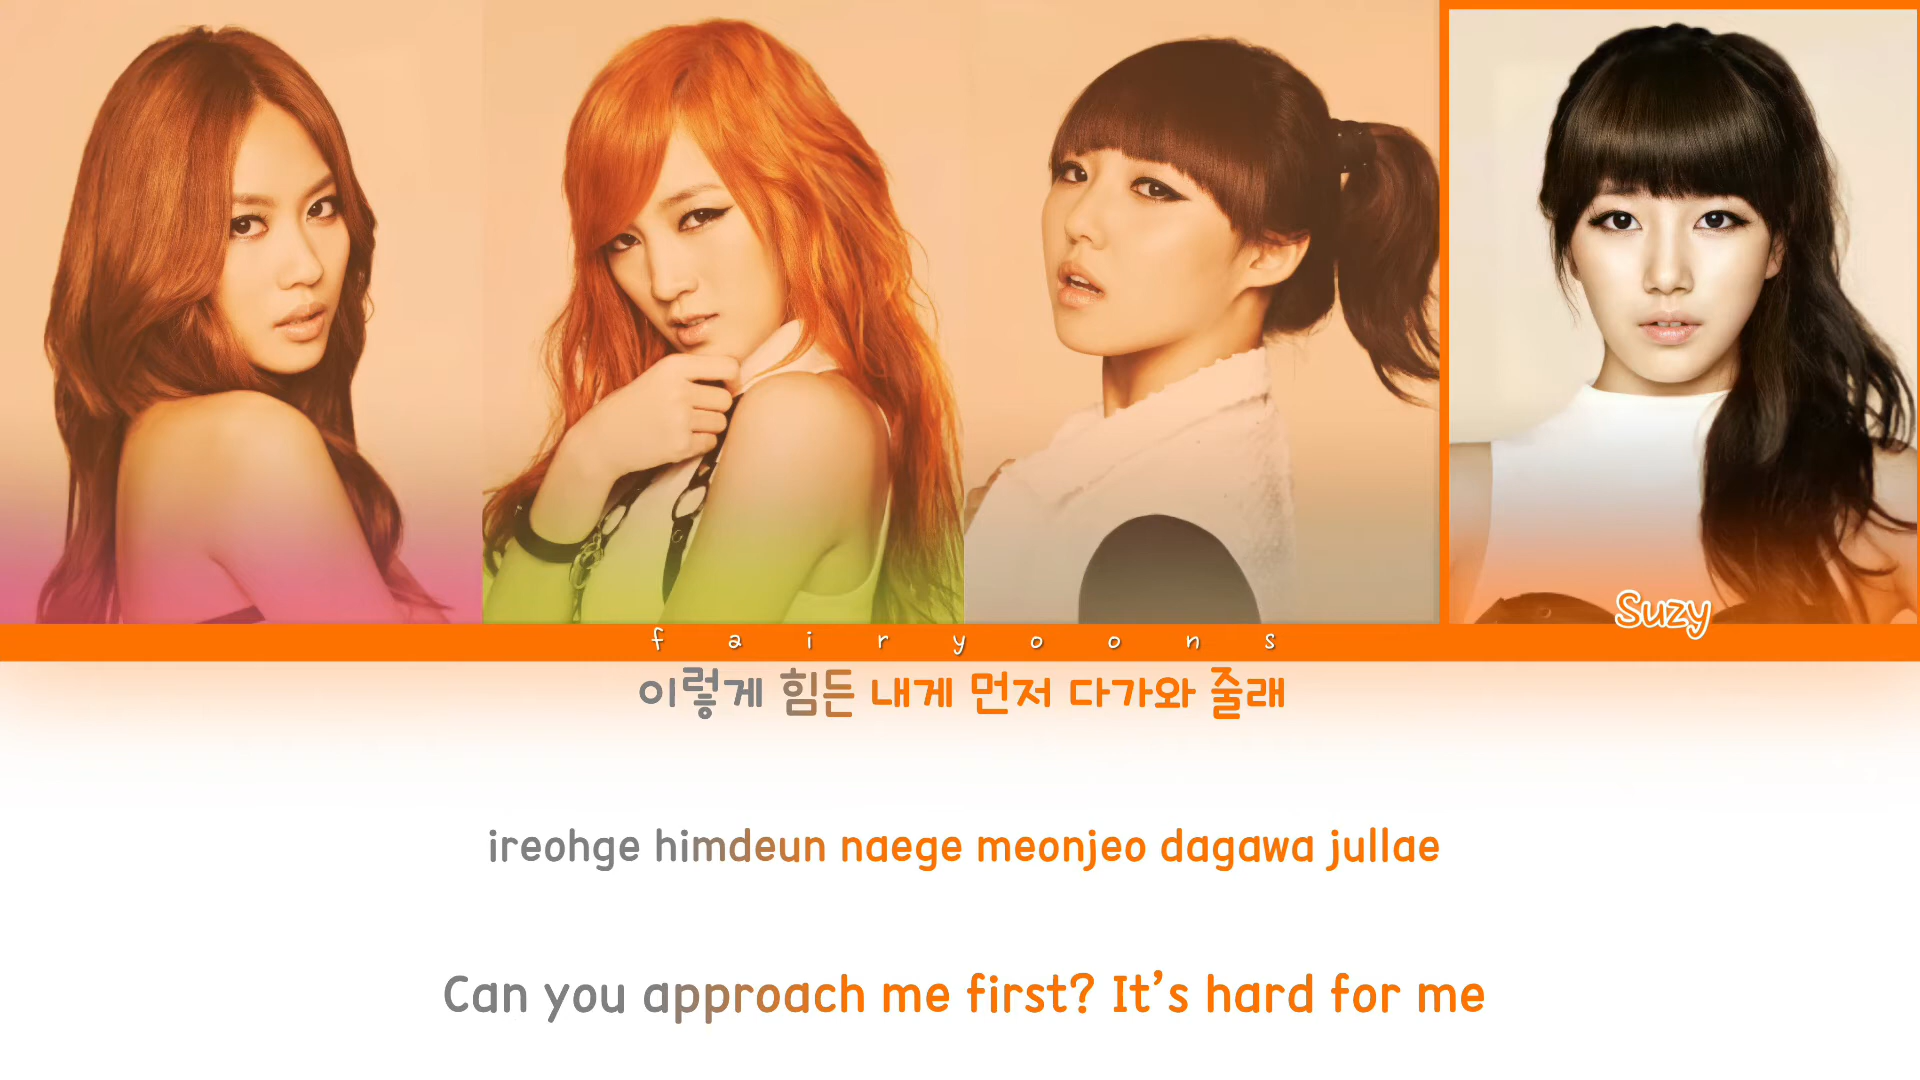 Suzy
fairyoons
이렇게 힘든 내게 먼저 다가와 줄래
ireohge himdeun naege meonjeo dagawa jullae
Can you approach me first? It’s hard for me